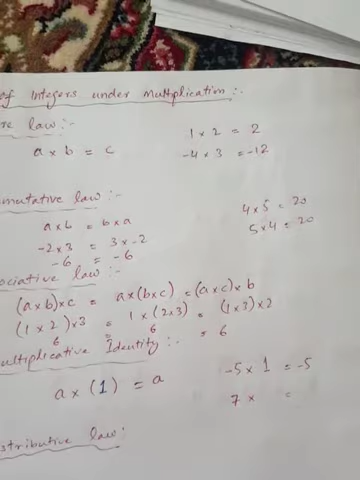 of Integers under Multiplication:-
re law:-
a × b = c
1 × 2 = 2
-4 × 3 = -12
mutative law:-
a×b = b×a
-2×3 = 3×-2
-6 = -6
4×5 = 20
5×4 = 20
ociative law:-
(a×b)×c = a×(b×c) = (a×c)×b
(1×2)×3 = 1×(2×3) = (1×3)×2
6 = 6 = 6
ultiplicative Identity:-
a × (1) = a
-5 × 1 = -5
7 × =
stributive law: